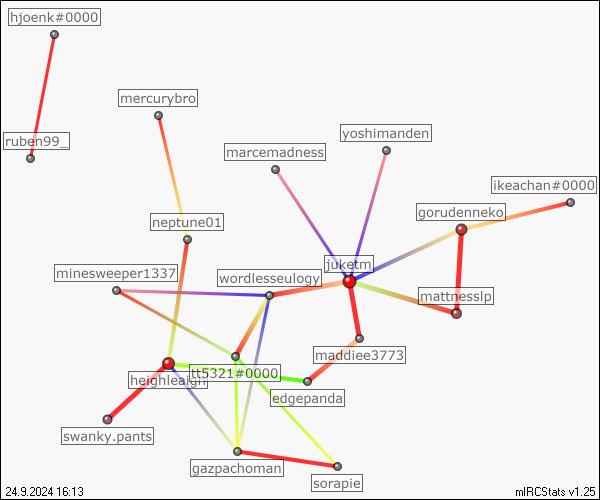 hjoenk#0000
mercurybro
ruben99_
yoshimanden
marcemadness
ikeachan#0000
gorudenneko
neptune01
juketm
minesweeper1337
wordlesseulogy
mattnesslp
maddiee3773
tt5321#0000
heighleaigh
edgepanda
swanky.pants
gazpachoman
sorapie
24.9.2024 16:13
mIRCStats v1.25